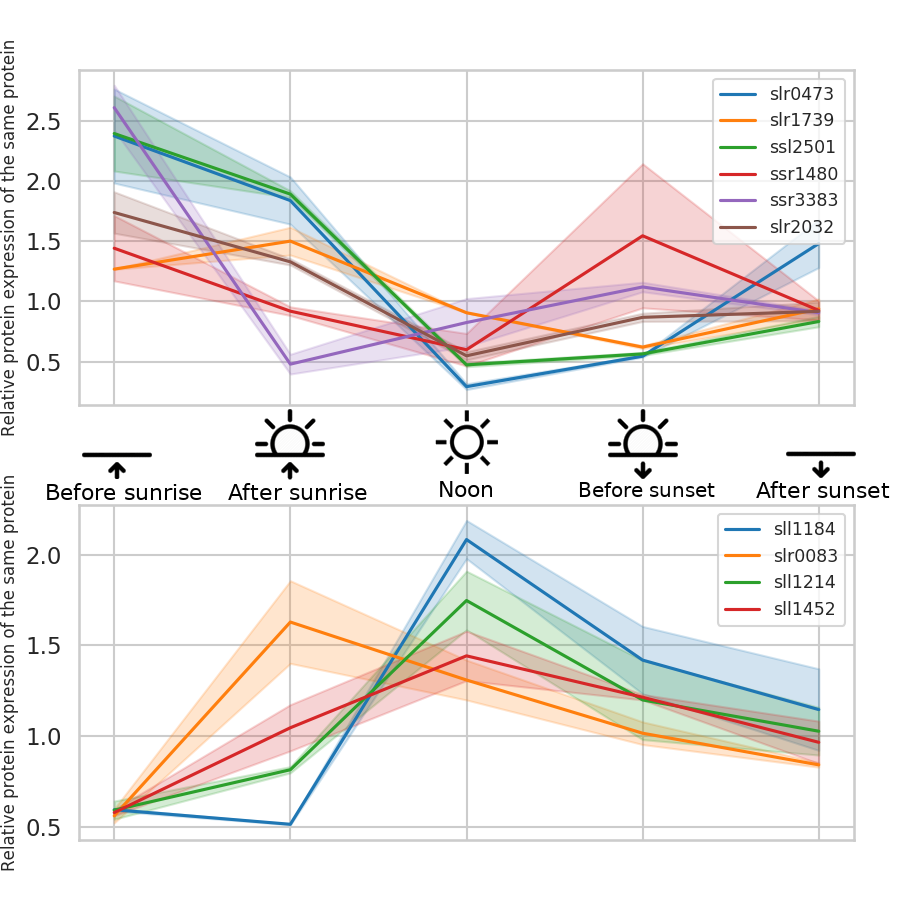 Relative protein expression of the same protein
2.5
2.0
1.5
1.0
0.5
slr0473
slr1739
ssl2501
ssr1480
ssr3383
slr2032
Before sunrise
After sunrise
Noon
Before sunset
After sunset
Relative protein expression of the same protein
2.0
1.5
1.0
0.5
sll1184
slr0083
sll1214
sll1452